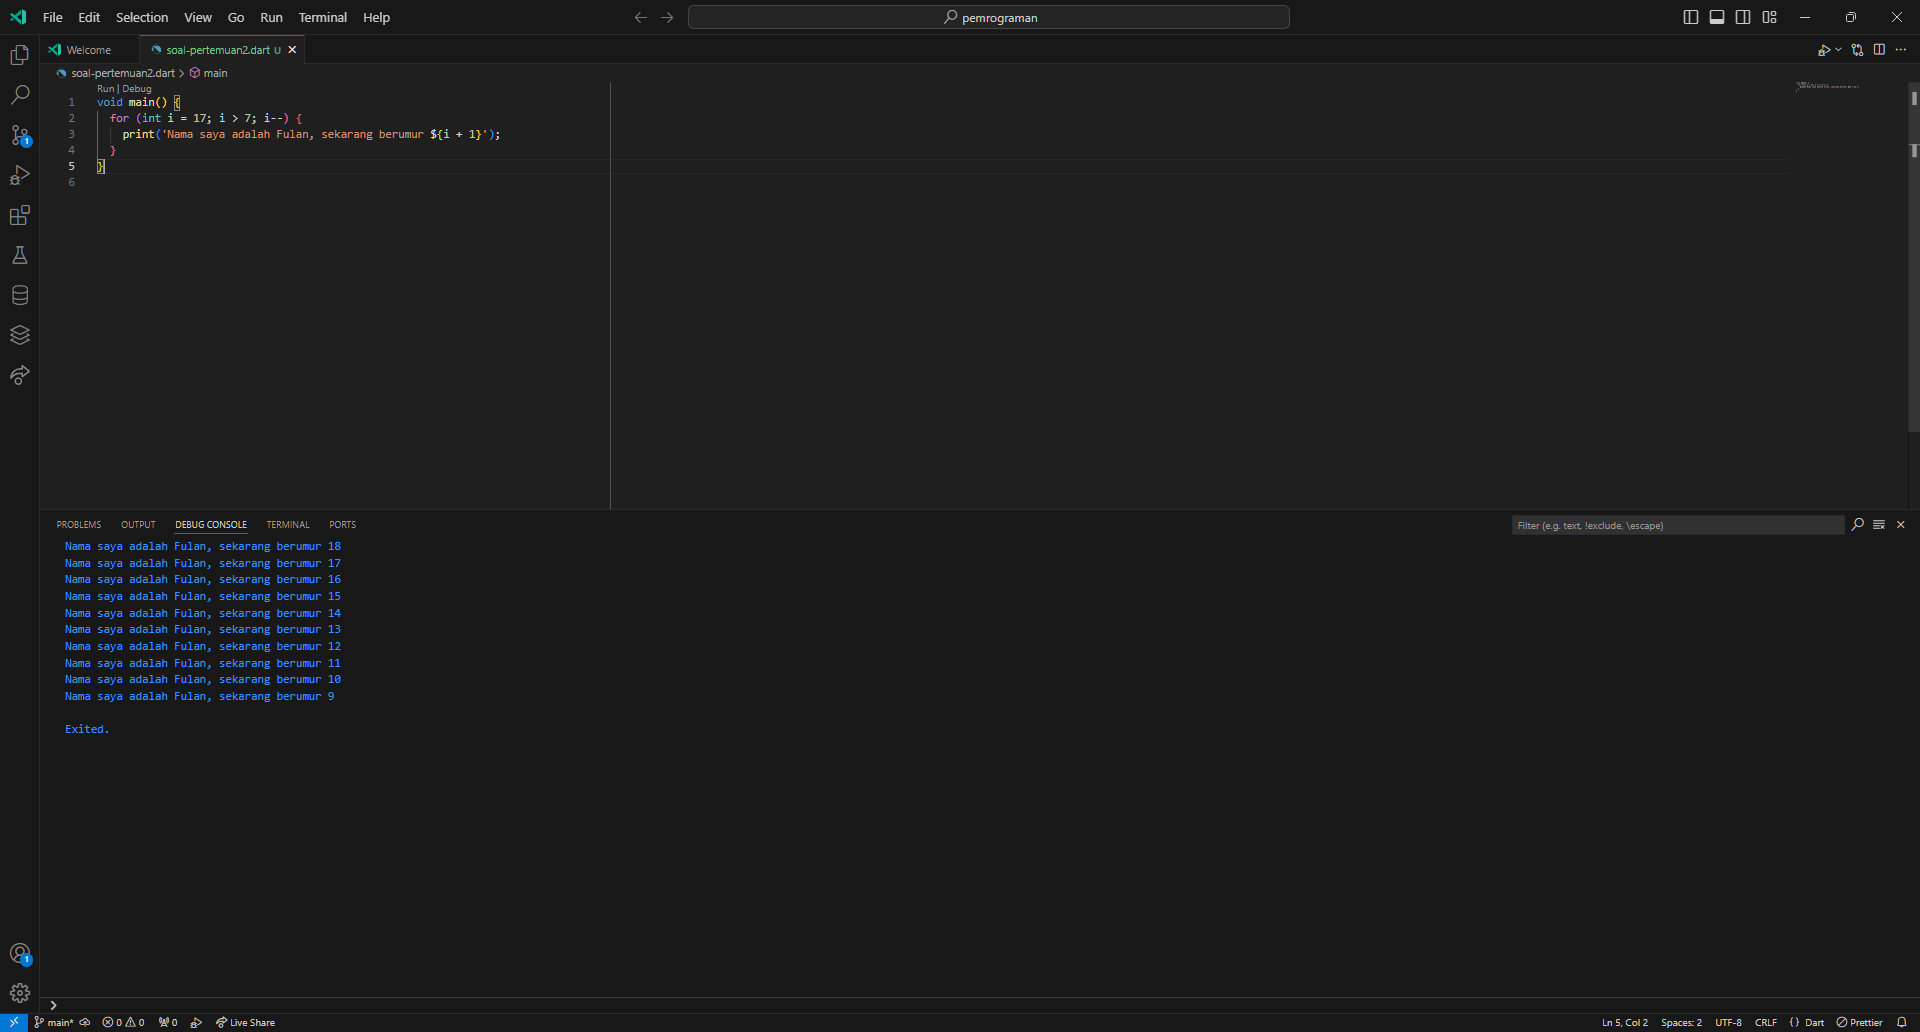 File Edit Selection View Go Run Terminal Help
pemrograman
Welcome
soal-pertemuan2.dart U
soal-pertemuan2.dart > main
Run | Debug
1 void main() {
2 for (int i = 17; i > 7; i--) {
3 print('Nama saya adalah Fulan, sekarang berumur ${i + 1}');
4 }
5 }
6
PROBLEMS OUTPUT DEBUG CONSOLE TERMINAL PORTS
Filter (e.g. text, !exclude, \escape)
Nama saya adalah Fulan, sekarang berumur 18
Nama saya adalah Fulan, sekarang berumur 17
Nama saya adalah Fulan, sekarang berumur 16
Nama saya adalah Fulan, sekarang berumur 15
Nama saya adalah Fulan, sekarang berumur 14
Nama saya adalah Fulan, sekarang berumur 13
Nama saya adalah Fulan, sekarang berumur 12
Nama saya adalah Fulan, sekarang berumur 11
Nama saya adalah Fulan, sekarang berumur 10
Nama saya adalah Fulan, sekarang berumur 9
Exited.
1
1
main* 0 0 0 Live Share
Ln 5, Col 2 Spaces: 2 UTF-8 CRLF {} Dart Prettier